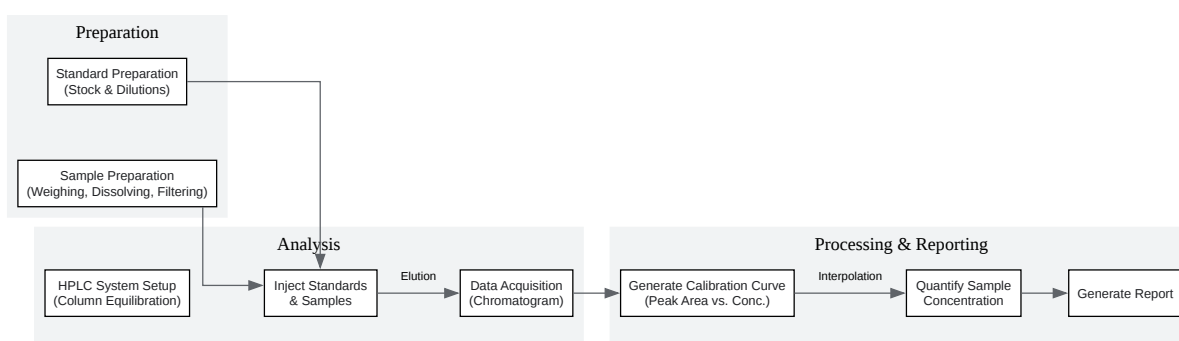 Preparation
Standard Preparation
(Stock & Dilutions)
Sample Preparation
(Weighing, Dissolving, Filtering)
Analysis
HPLC System Setup
(Column Equilibration)
Inject Standards
& Samples
Elution
Data Acquisition
(Chromatogram)
Processing & Reporting
Generate Calibration Curve
(Peak Area vs. Conc.)
Interpolation
Quantify Sample
Concentration
Generate Report